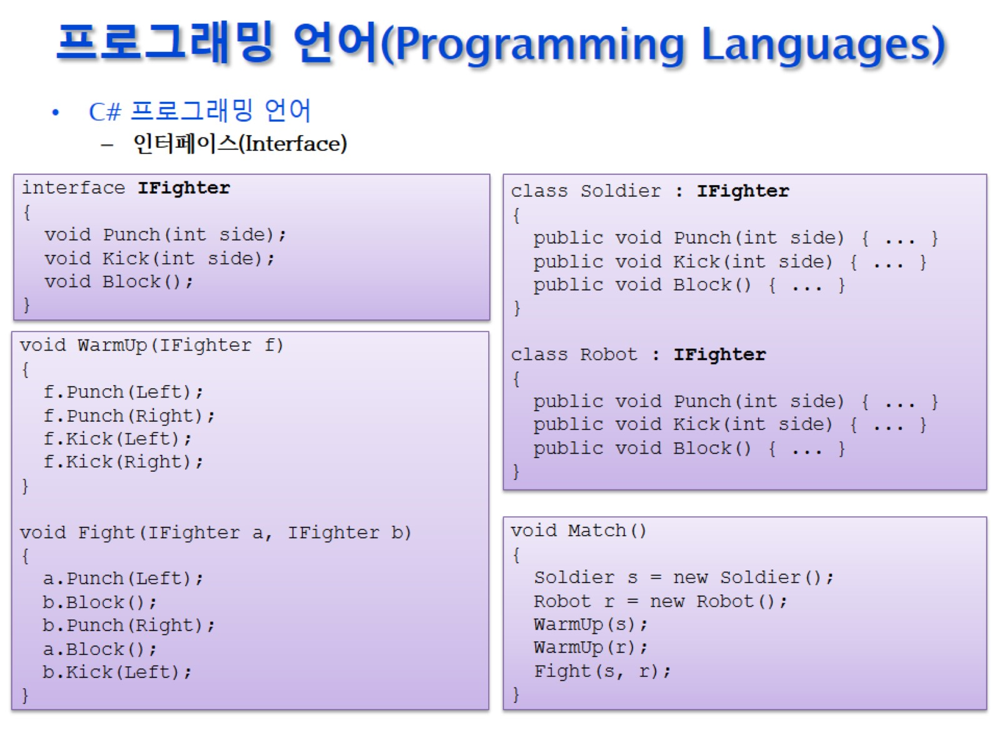 프로그래밍 언어(Programming Languages)
• C# 프로그래밍 언어
– 인터페이스(Interface)
interface IFighter
{
  void Punch(int side);
  void Kick(int side);
  void Block();
}
void WarmUp(IFighter f)
{
  f.Punch(Left);
  f.Punch(Right);
  f.Kick(Left);
  f.Kick(Right);
}
void Fight(IFighter a, IFighter b)
{
  a.Punch(Left);
  b.Block();
  b.Punch(Right);
  a.Block();
  b.Kick(Left);
}
class Soldier : IFighter
{
  public void Punch(int side) { ... }
  public void Kick(int side) { ... }
  public void Block() { ... }
}
class Robot : IFighter
{
  public void Punch(int side) { ... }
  public void Kick(int side) { ... }
  public void Block() { ... }
}
void Match()
{
  Soldier s = new Soldier();
  Robot r = new Robot();
  WarmUp(s);
  WarmUp(r);
  Fight(s, r);
}